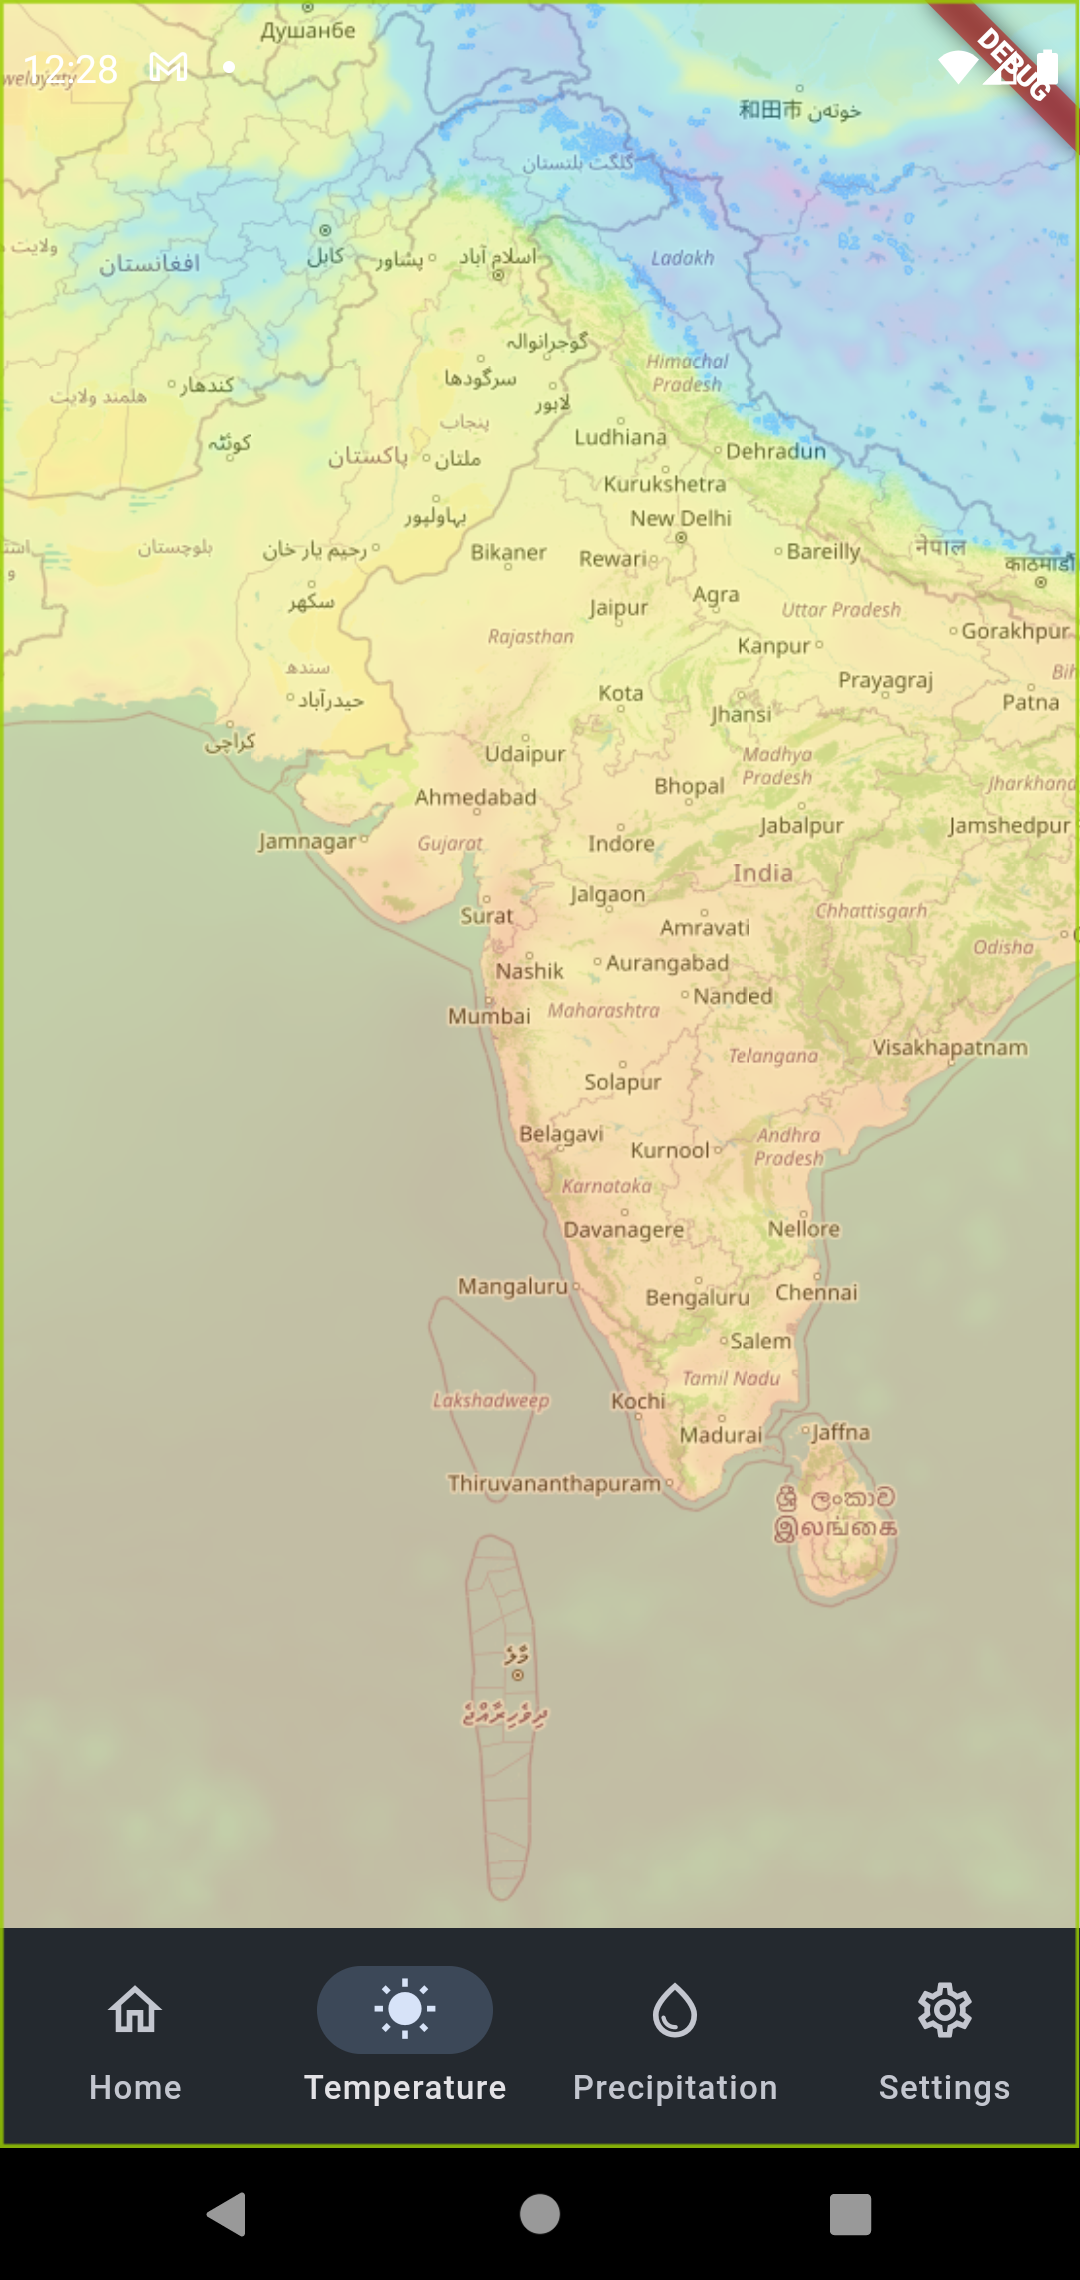 Душанбе
12:28
welaýaty
DEBUG
和田市 خوتەن
گلگت بلتستان
افغانستان
کابل
پشاور
اسلام آباد
Ladakh
گوجرانوالہ
سرگودھا
Himachal
Pradesh
هلمند ولايت
کندهار
لاہور
پنجاب
Ludhiana
کوئٹہ
پاکستان
ملتان
Dehradun
Kurukshetra
بہاولپور
New Delhi
بلوچستان
رحیم یار خان
Bikaner
Rewari
Bareilly
नेपाल
काठमाडौं
سکھر
Jaipur
Agra
Uttar Pradesh
Rajasthan
Kanpur
Gorakhpur
سندھ
حیدرآباد
Kota
Prayagraj
Bih
Jhansi
Patna
کراچی
Udaipur
Madhya
Pradesh
Bhopal
Jharkhand
Ahmedabad
Jamnagar
Gujarat
Indore
Jabalpur
Jamshedpur
India
Jalgaon
Surat
Amravati
Chhattisgarh
Odisha
Nashik
Aurangabad
Nanded
Mumbai
Maharashtra
Telangana
Visakhapatnam
Solapur
Belagavi
Kurnool
Andhra
Pradesh
Karnataka
Davanagere
Nellore
Mangaluru
Bengaluru
Chennai
Salem
Tamil Nadu
Lakshadweep
Kochi
Madurai
Jaffna
Thiruvananthapuram
ශ්‍රී ලංකාව
இலங்கை
މާލެ
ދިވެހިރާއްޖެ
Home
Temperature
Precipitation
Settings